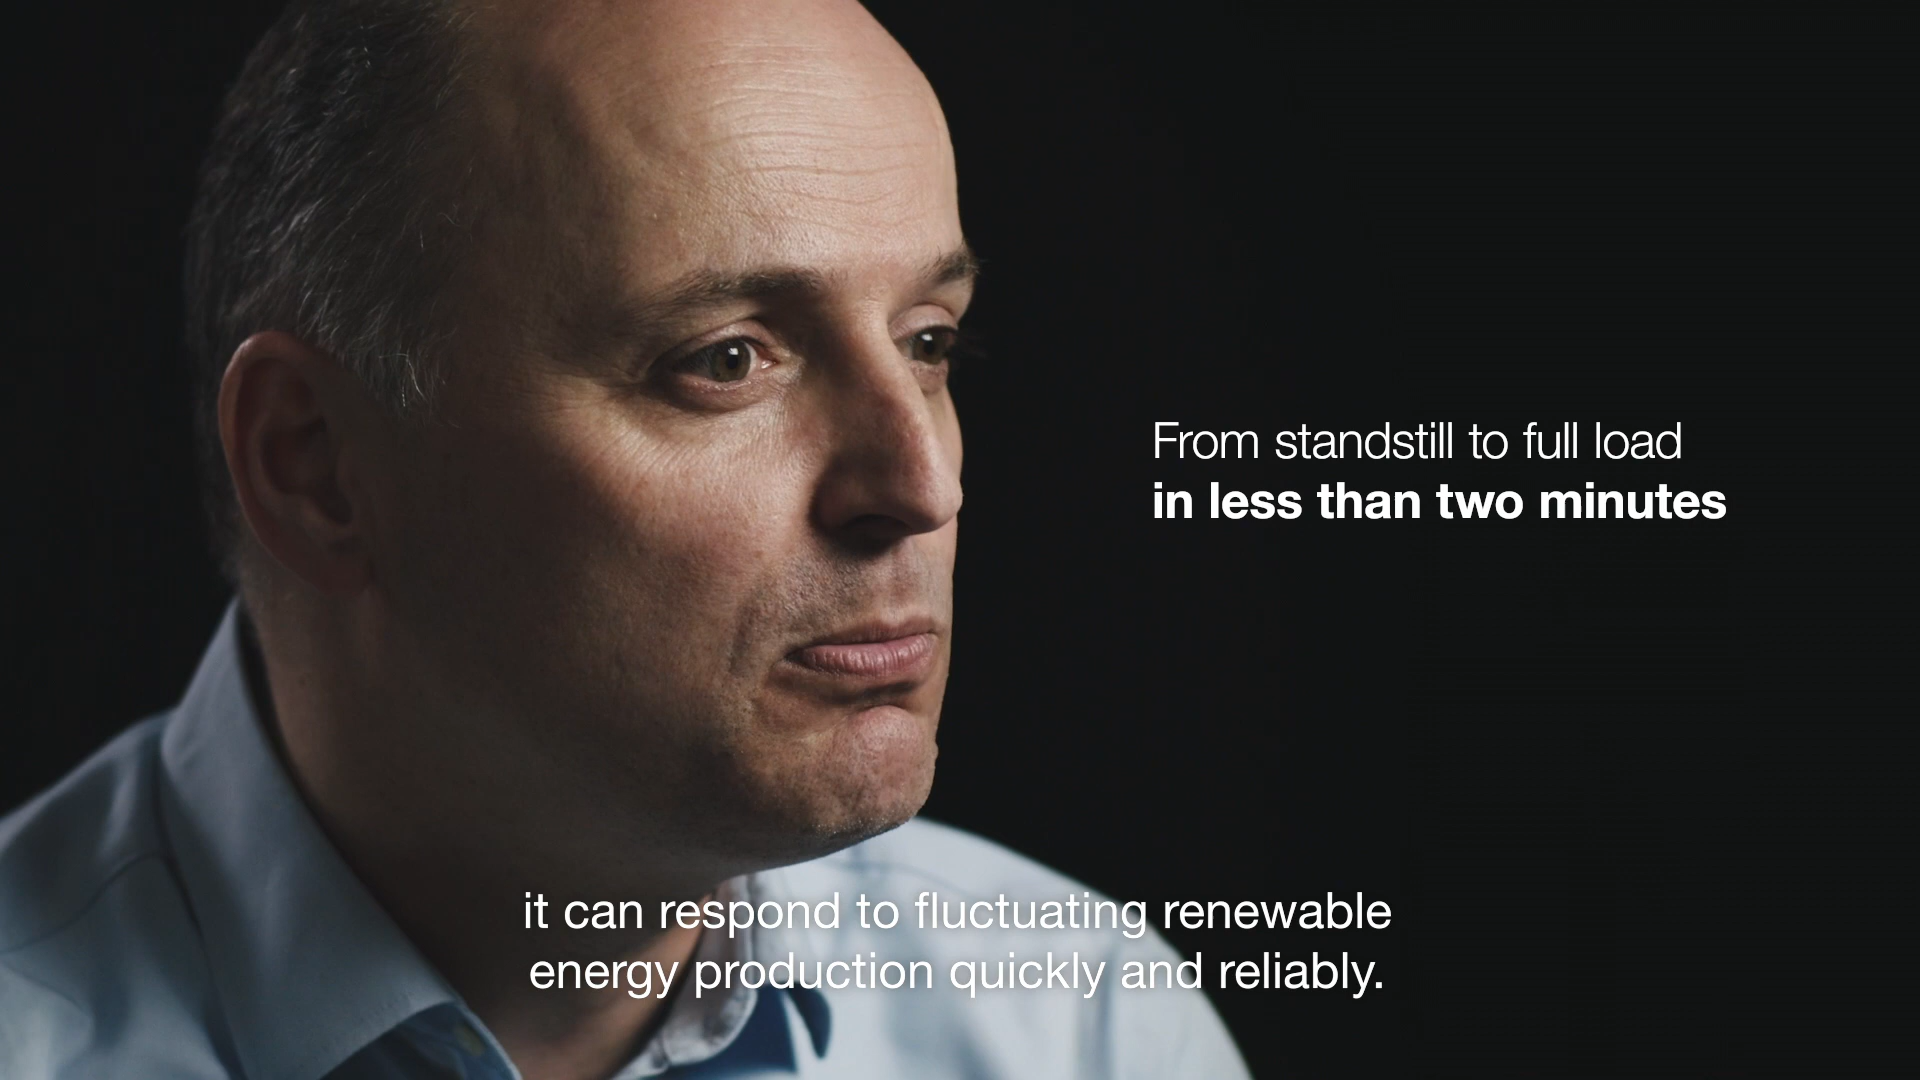 From standstill to full load
in less than two minutes
it can respond to fluctuating renewable
energy production quickly and reliably.